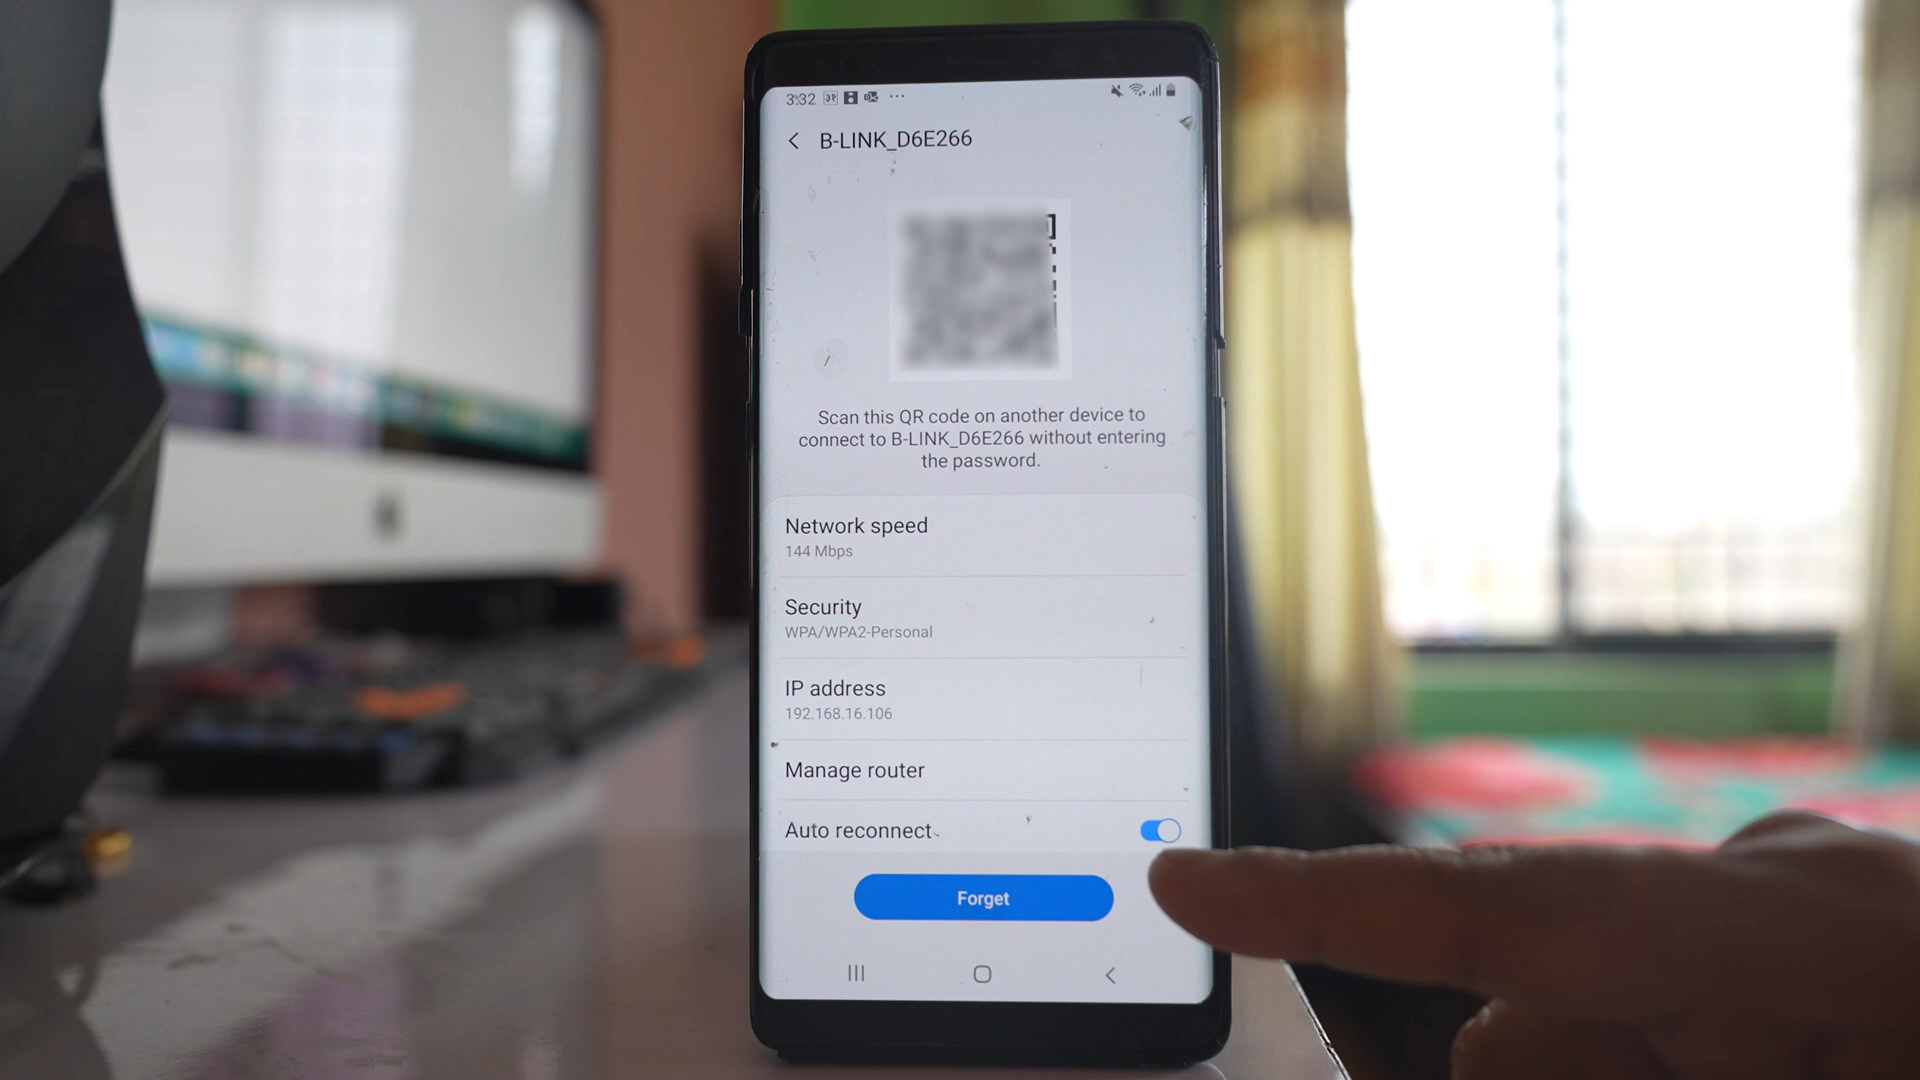 3:32
B-LINK_D6E266
Scan this QR code on another device to
connect to B-LINK_D6E266 without entering
the password.
Network speed
144 Mbps
Security
WPA/WPA2-Personal
IP address
192.168.16.106
Manage router
Auto reconnect
Forget